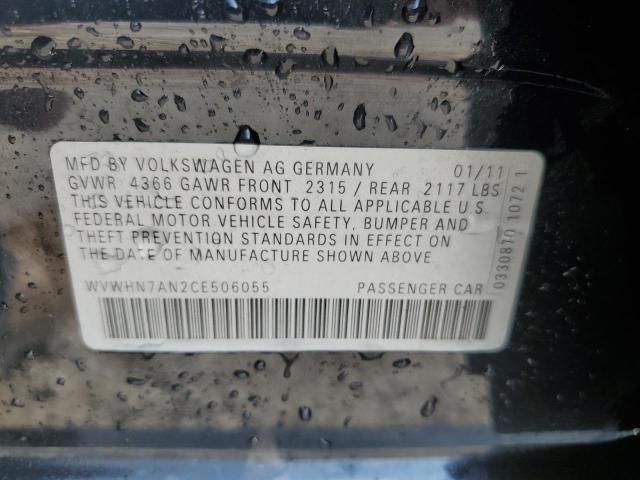 MFD BY VOLKSWAGEN AG GERMANY 01/11
GVWR 4366 GAWR FRONT 2315 / REAR 2117 LBS
THIS VEHICLE CONFORMS TO ALL APPLICABLE U.S.
FEDERAL MOTOR VEHICLE SAFETY, BUMPER AND
THEFT PREVENTION STANDARDS IN EFFECT ON
THE DATE OF MANUFACTURE SHOWN ABOVE
WVWHN7AN2CE506055 PASSENGER CAR
0330870 1072 1